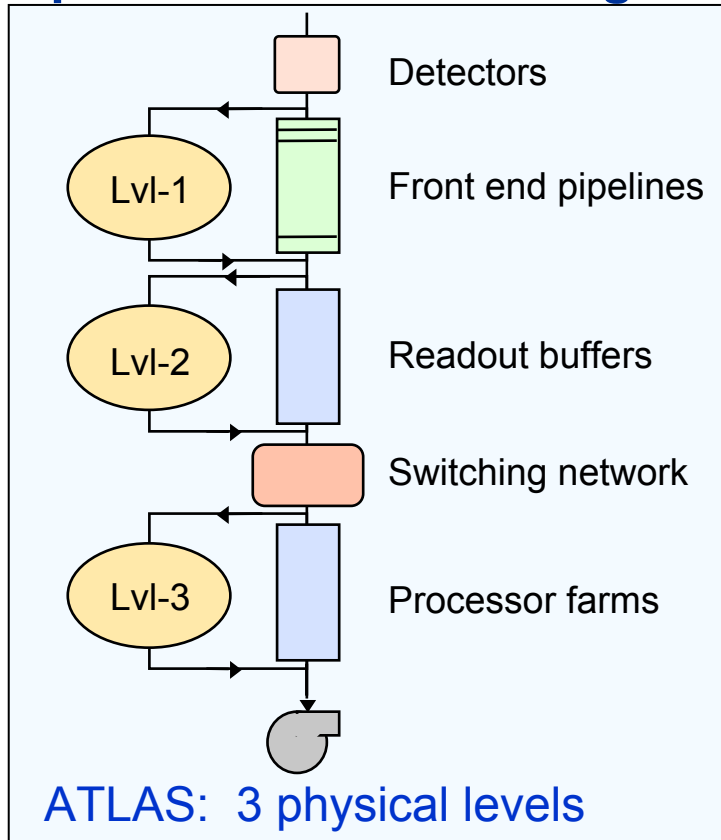 Detectors
Lvl-1
Front end pipelines
Lvl-2
Readout buffers
Switching network
Lvl-3
Processor farms
ATLAS: 3 physical levels